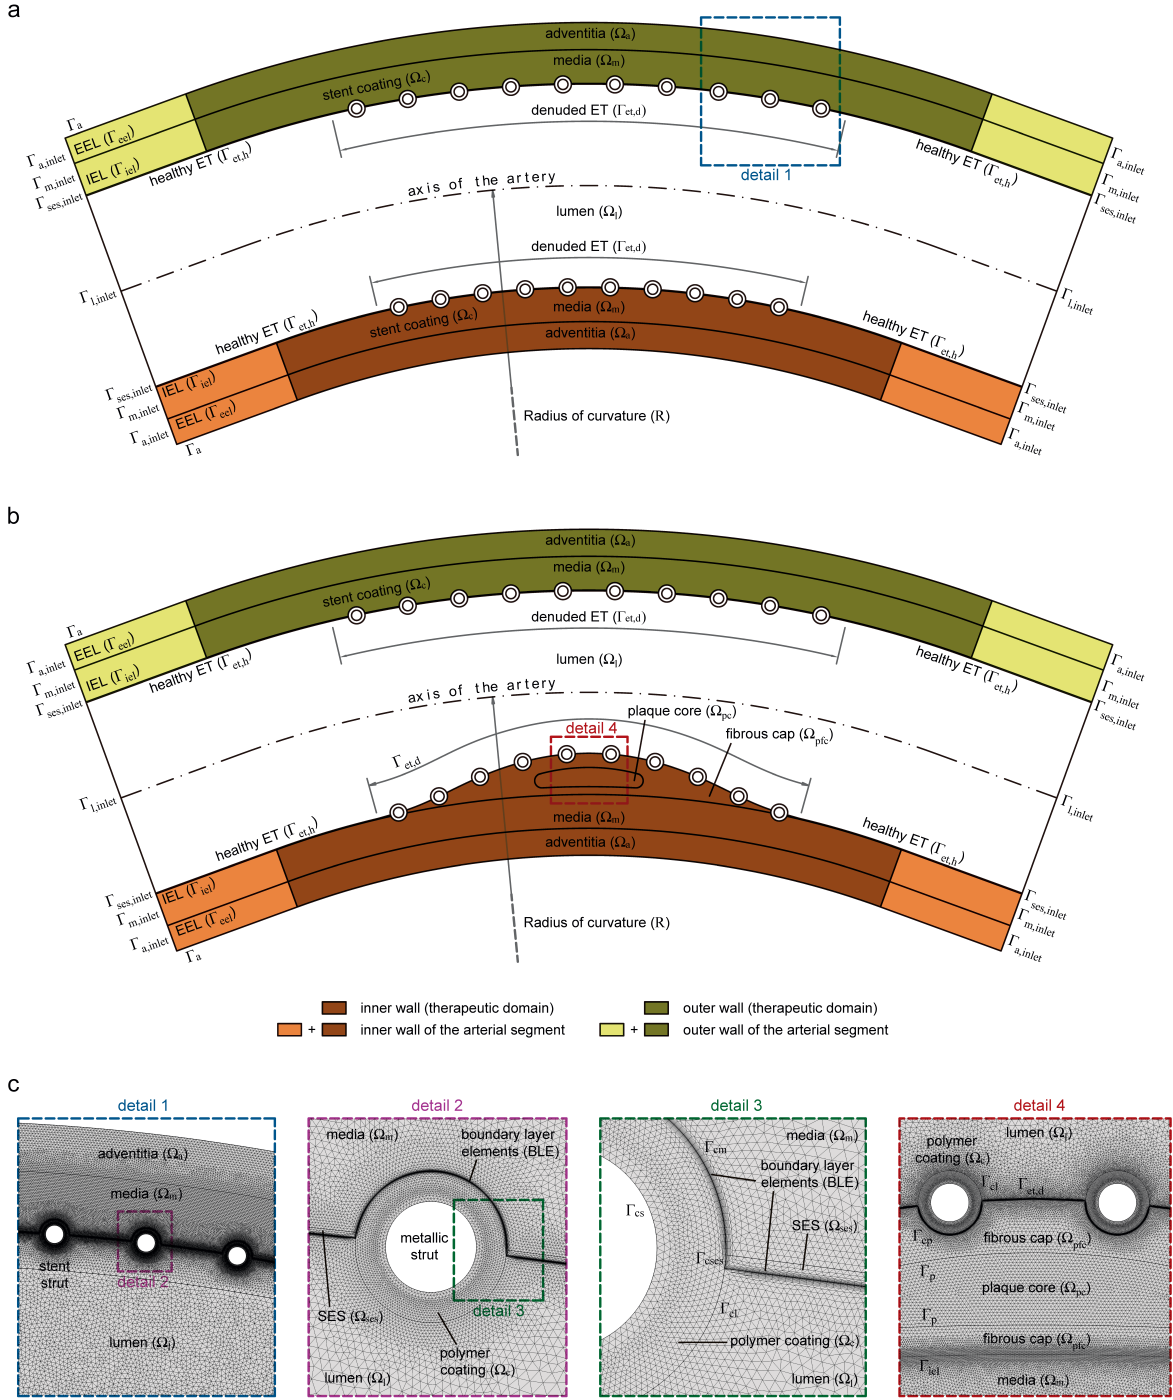 a
adventitia (Ωa)
media (Ωm)
stent coating (Ωc)
denuded ET (Γet,d)
detail 1
Γa
EEL (Γeel)
Γa,inlet
IEL (Γiel)
Γm,inlet
Γses,inlet
healthy ET (Γet,h)
healthy ET (Γet,h)
Γa,inlet
Γm,inlet
Γses,inlet
axis of the artery
lumen (Ωl)
denuded ET (Γet,d)
Γl,inlet
Γl,inlet
media (Ωm)
stent coating (Ωc)
adventitia (Ωa)
healthy ET (Γet,h)
healthy ET (Γet,h)
Γses,inlet
IEL (Γiel)
Γm,inlet
EEL (Γeel)
Γa,inlet
Γa
Radius of curvature (R)
Γses,inlet
Γm,inlet
Γa,inlet
b
adventitia (Ωa)
media (Ωm)
stent coating (Ωc)
denuded ET (Γet,d)
lumen (Ωl)
Γa
EEL (Γeel)
Γa,inlet
IEL (Γiel)
Γm,inlet
Γses,inlet
healthy ET (Γet,h)
healthy ET (Γet,h)
Γa,inlet
Γm,inlet
Γses,inlet
axis of the artery
plaque core (Ωpc)
detail 4
fibrous cap (Ωpfc)
Γet,d
Γl,inlet
Γl,inlet
media (Ωm)
adventitia (Ωa)
healthy ET (Γet,h)
healthy ET (Γet,h)
Γses,inlet
IEL (Γiel)
Γm,inlet
EEL (Γeel)
Γa,inlet
Γa
Radius of curvature (R)
Γses,inlet
Γm,inlet
Γa,inlet
inner wall (therapeutic domain)
+ inner wall of the arterial segment
outer wall (therapeutic domain)
+ outer wall of the arterial segment
c
detail 1
adventitia (Ωa)
media (Ωm)
stent
strut
detail 2
lumen (Ωl)
detail 2
media (Ωm)
boundary layer
elements (BLE)
metallic
strut
detail 3
SES (Ωses)
polymer
coating (Ωc)
lumen (Ωl)
detail 3
media (Ωm)
Γcm
boundary layer
elements (BLE)
Γcs
SES (Ωses)
Γcses
Γcl
polymer coating (Ωc)
lumen (Ωl)
detail 4
lumen (Ωl)
polymer
coating (Ωc)
Γcl
Γet,d
Γcp
fibrous cap (Ωpfc)
Γp
plaque core (Ωpc)
Γp
fibrous cap (Ωpfc)
Γiel
media (Ωm)